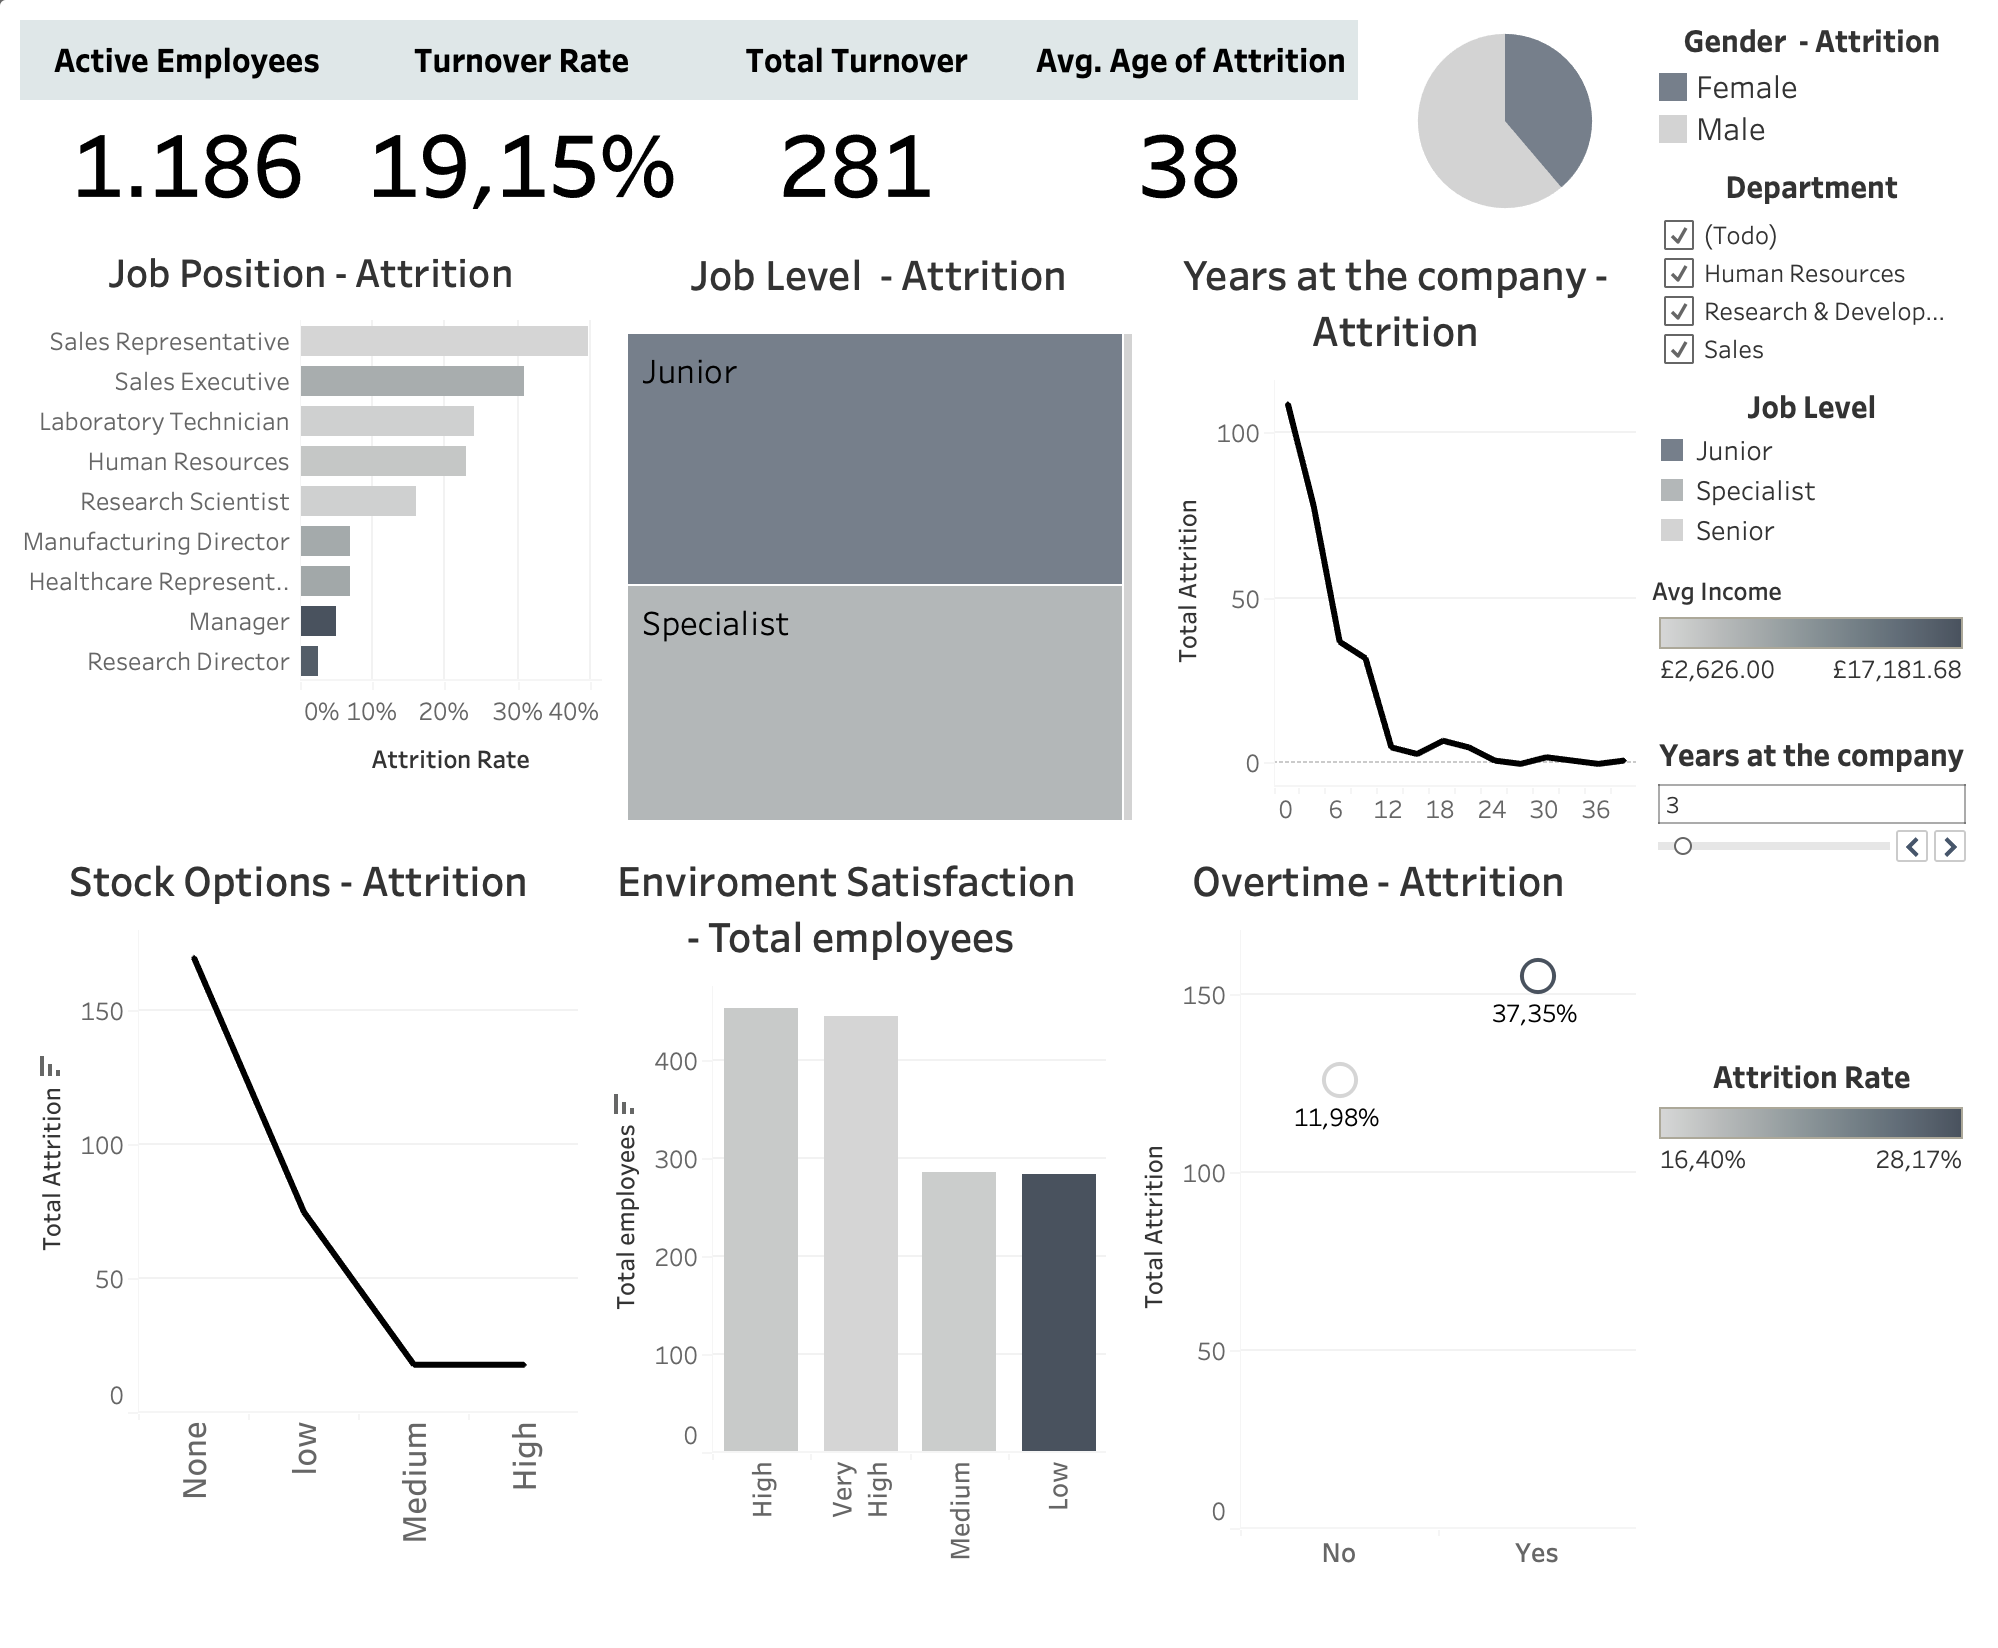 Active Employees
Turnover Rate
Total Turnover
Avg. Age of Attrition
1.186
19,15%
281
38
Gender - Attrition
Female
Male
Department
(Todo)
Human Resources
Research & Develop...
Sales
Job Level
Junior
Specialist
Senior
Avg Income
£2,626.00
£17,181.68
Years at the company
3
Job Position - Attrition
Sales Representative
Sales Executive
Laboratory Technician
Human Resources
Research Scientist
Manufacturing Director
Healthcare Represent..
Manager
Research Director
0% 10% 20% 30% 40%
Attrition Rate
Job Level - Attrition
Junior
Specialist
Years at the company -
Attrition
Total Attrition
100
50
0
0 6 12 18 24 30 36
Stock Options - Attrition
Total Attrition
150
100
50
0
None
low
Medium
High
Enviroment Satisfaction
- Total employees
Total employees
400
300
200
100
0
High
Very
High
Medium
Low
Overtime - Attrition
Total Attrition
150
100
50
0
37,35%
11,98%
No
Yes
Attrition Rate
16,40%
28,17%